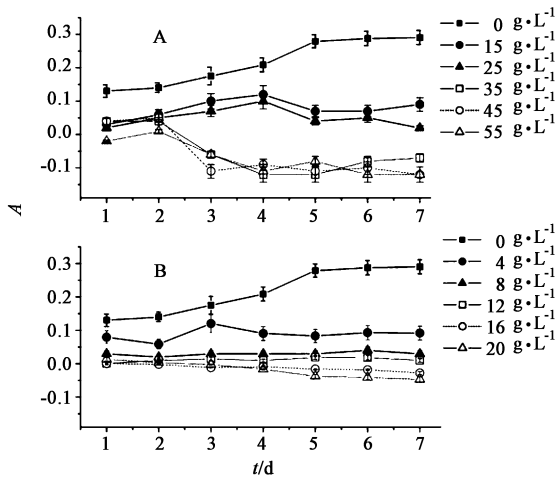 A
0.3
0.2
0.1
0.0
-0.1
1 2 3 4 5 6 7
0 g•L-1
15 g•L-1
25 g•L-1
35 g•L-1
45 g•L-1
55 g•L-1
A
B
0.3
0.2
0.1
0.0
-0.1
1 2 3 4 5 6 7
t/d
0 g•L-1
4 g•L-1
8 g•L-1
12 g•L-1
16 g•L-1
20 g•L-1